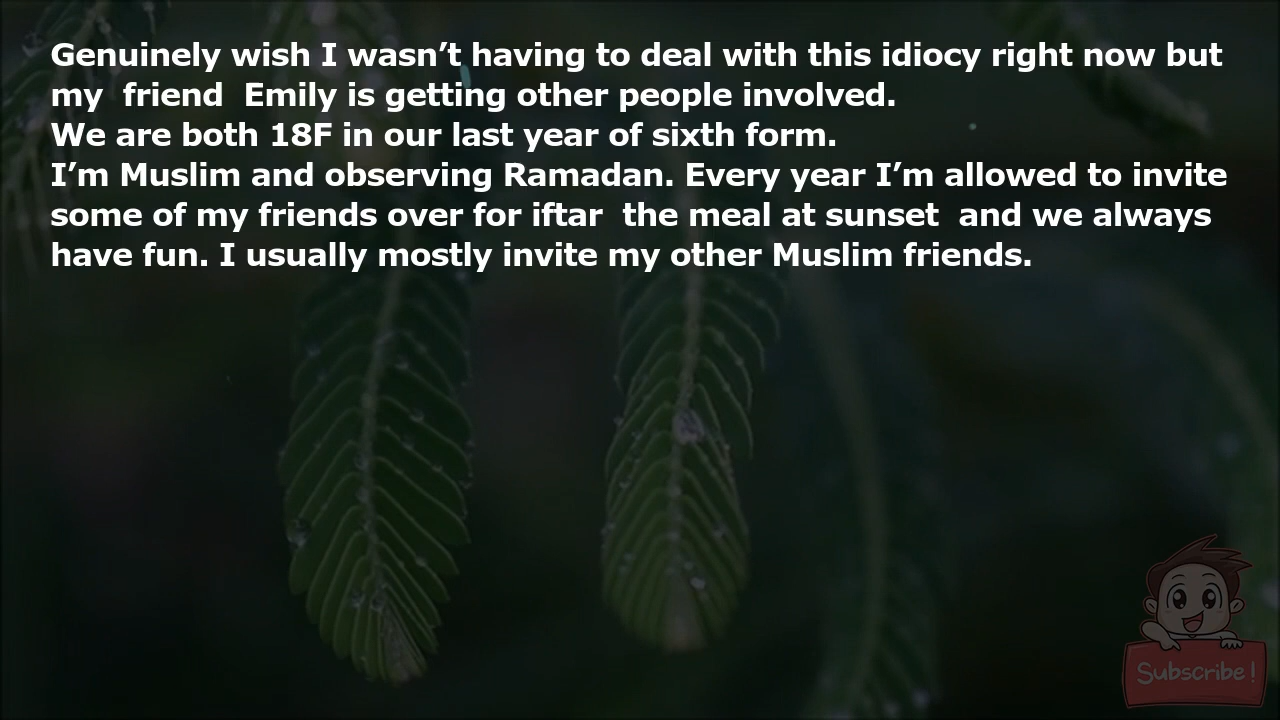 Genuinely wish I wasn’t having to deal with this idiocy right now but
my  friend  Emily is getting other people involved.
We are both 18F in our last year of sixth form.
I’m Muslim and observing Ramadan. Every year I’m allowed to invite
some of my friends over for iftar  the meal at sunset  and we always
have fun. I usually mostly invite my other Muslim friends.
Subscribe!